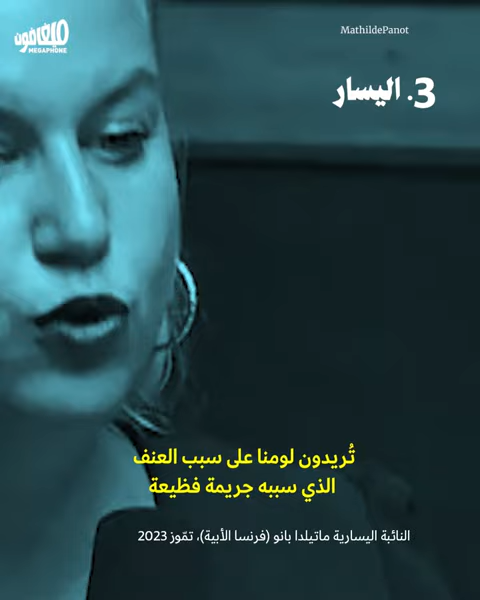 ميغافون
MEGAPHONE
MathildePanot
3. اليسار
تُريدون لومنا على سبب العنف
الذي سببه جريمة فظيعة
النائبة اليسارية ماتيلدا بانو (فرنسا الأبية)، تمّوز 2023